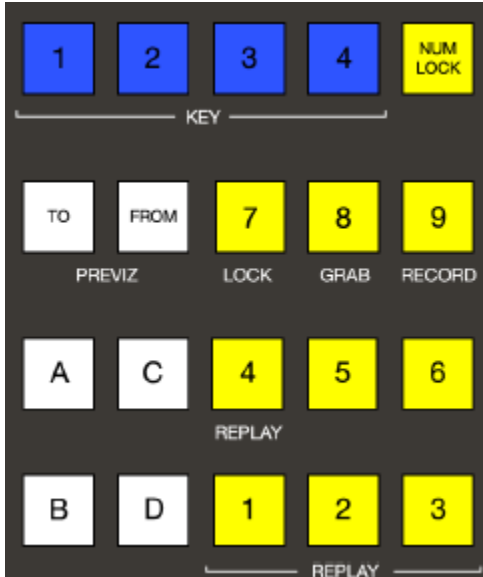 1 2 3 4 NUM LOCK
KEY
TO FROM 7 8 9
PREVIZ LOCK GRAB RECORD
A C 4 5 6
REPLAY
B D 1 2 3
REPLAY